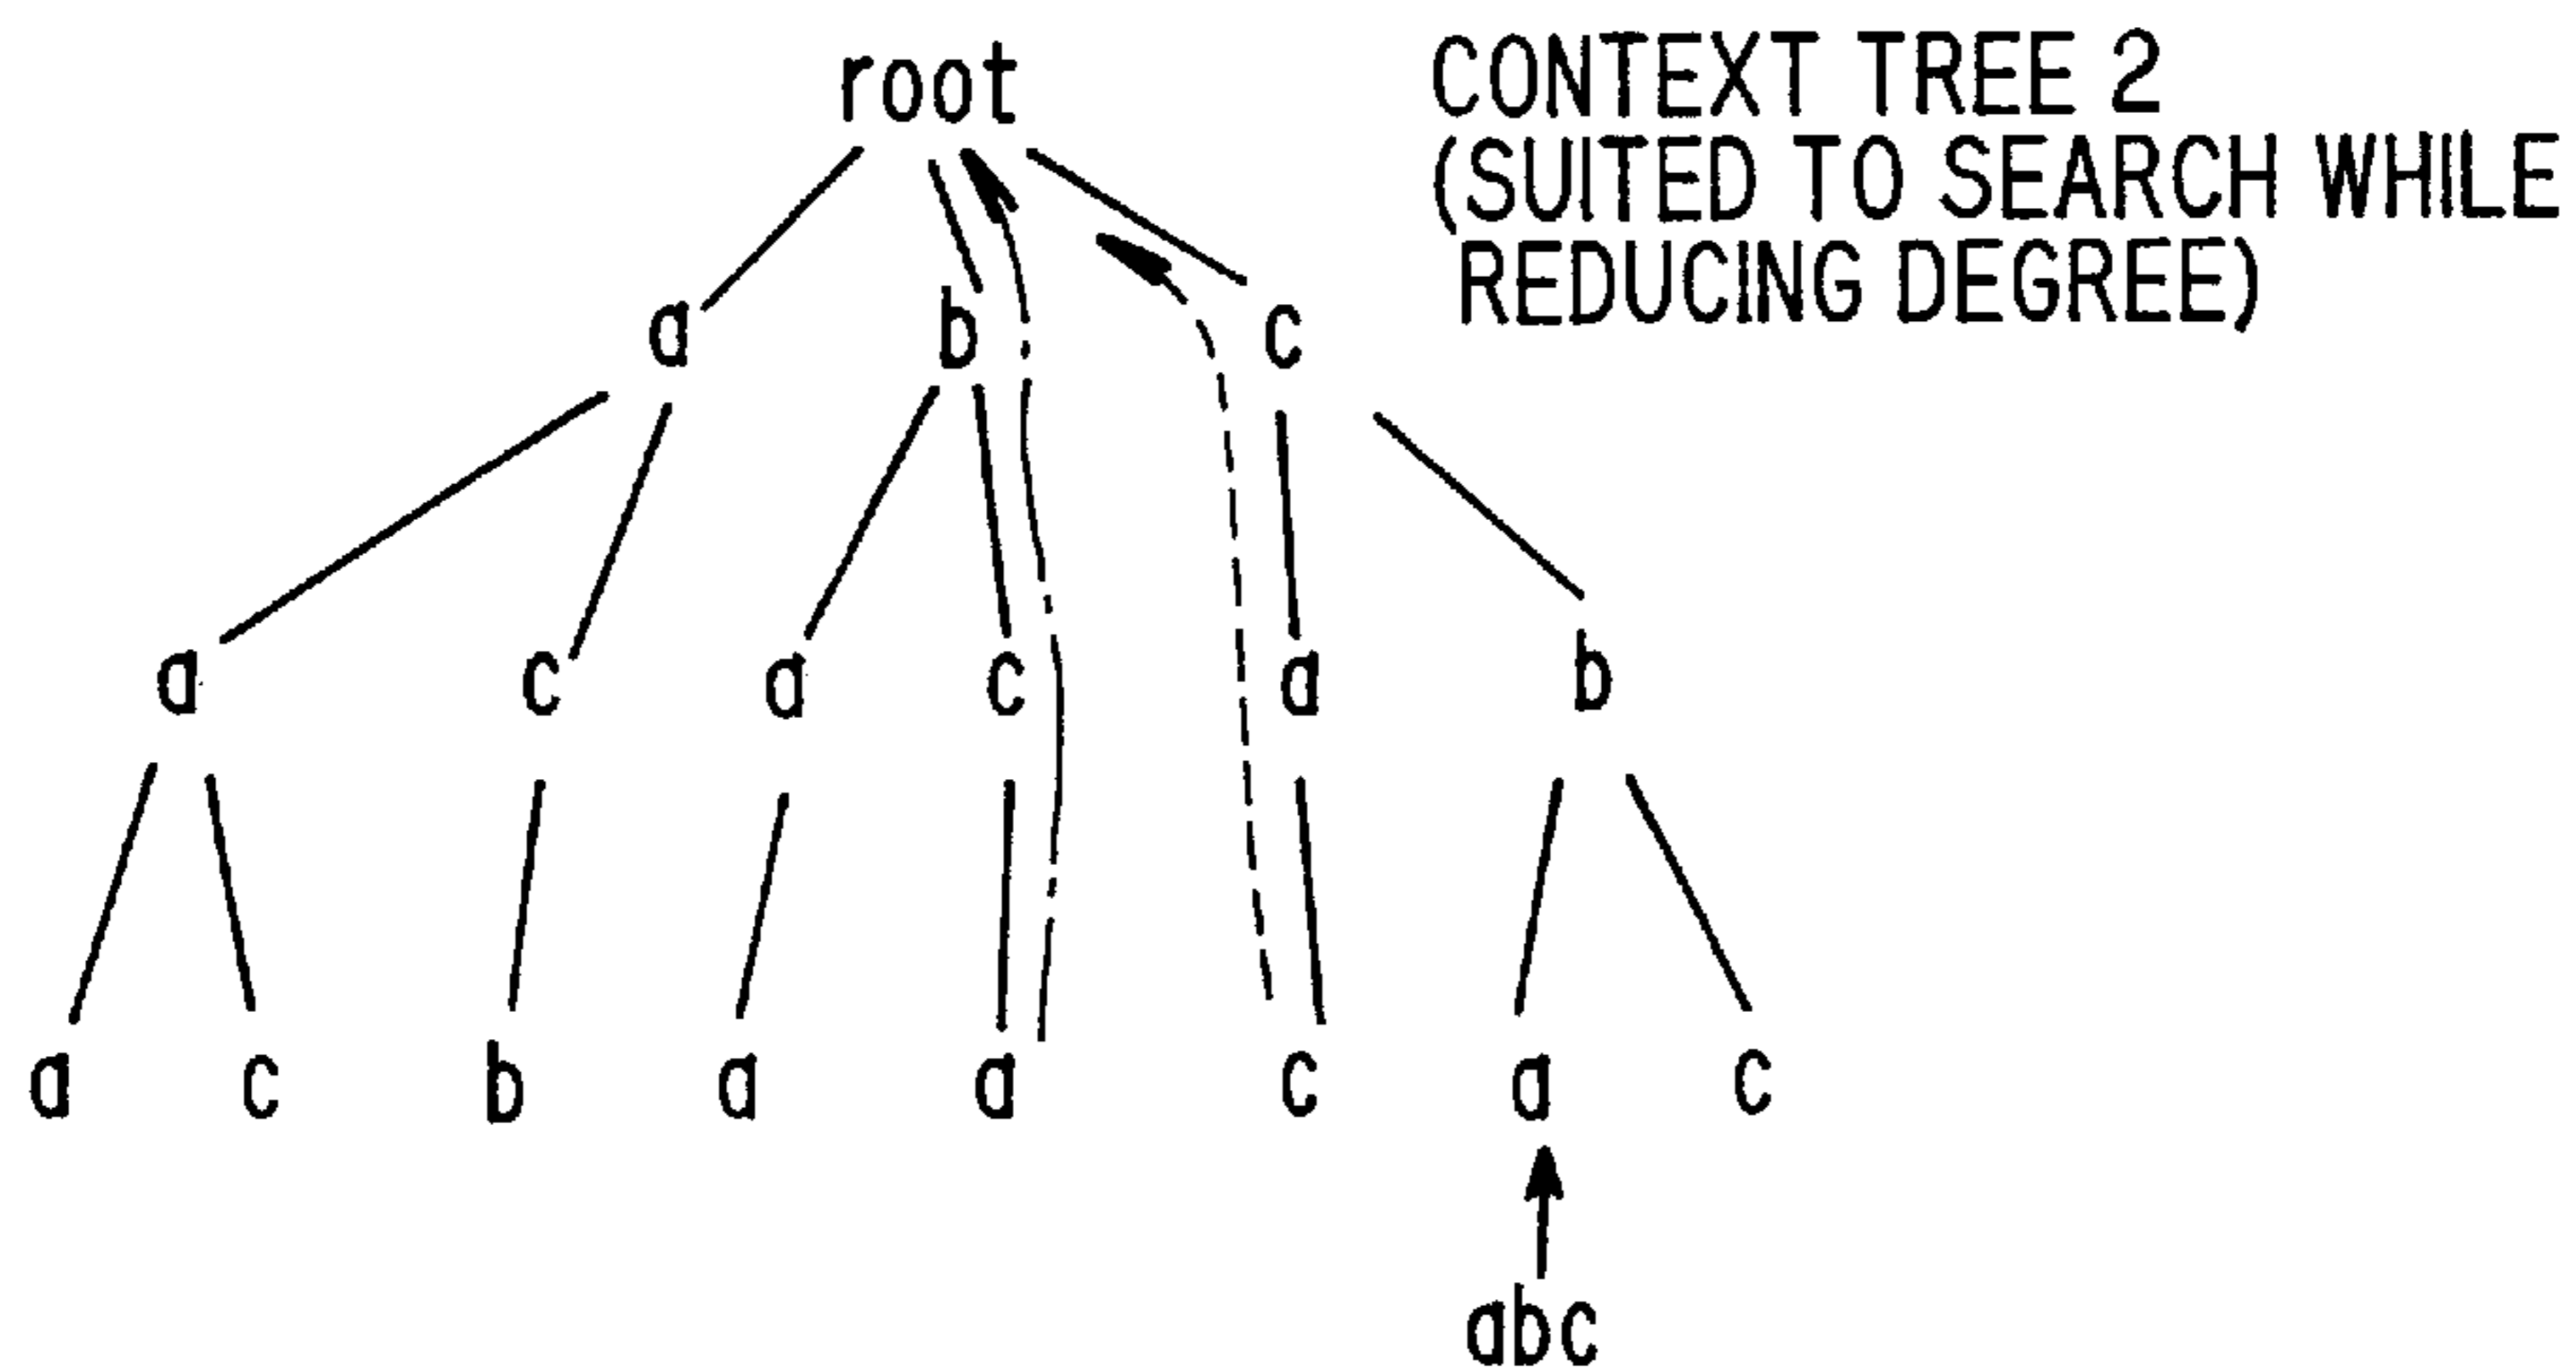 root
CONTEXT TREE 2
(SUITED TO SEARCH WHILE
REDUCING DEGREE)
a b c
a c a c a b
a c b a a c a c
abc